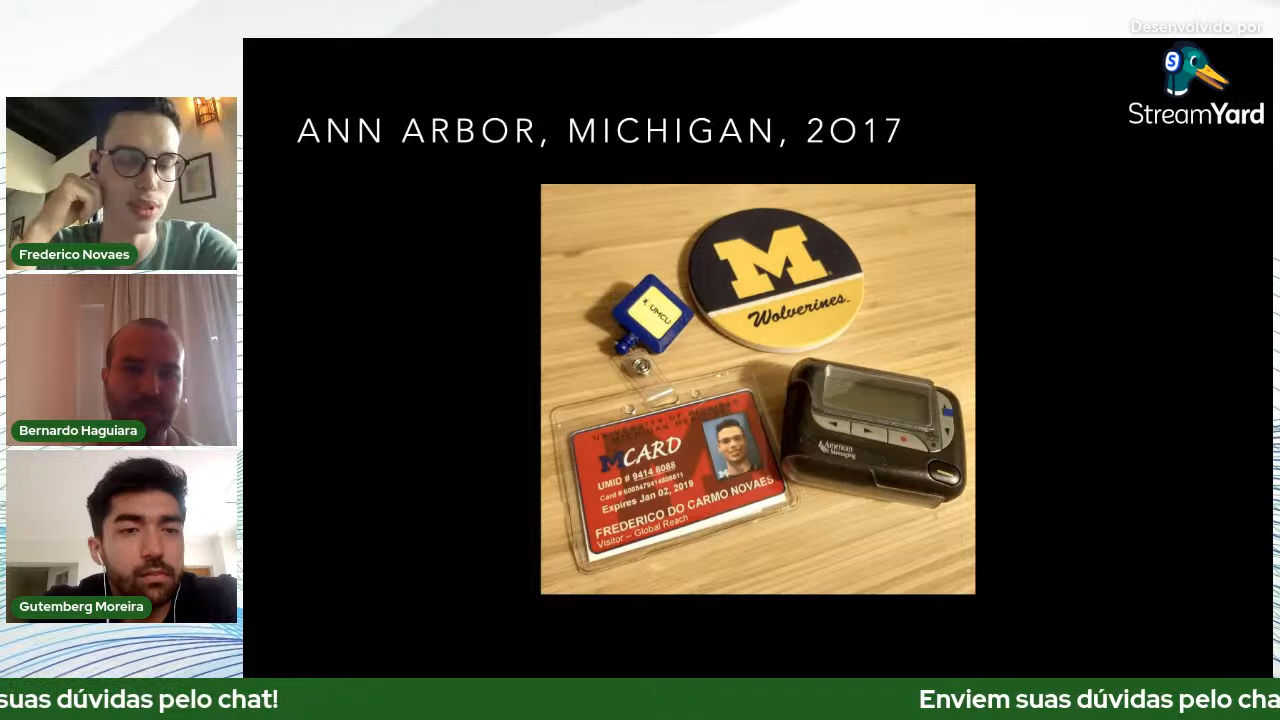 Desenvolvido por
S
StreamYard
ANN ARBOR, MICHIGAN, 2017
Frederico Novaes
Bernardo Haguiara
Gutemberg Moreira
M
Wolverines
UMCU
MCARD
UMID # 9414 8088
Expires Jan 02, 2019
FREDERICO DO CARMO NOVAES
Visitor – Global Reach
American
Messaging
suas dúvidas pelo chat!
Enviem suas dúvidas pelo cha